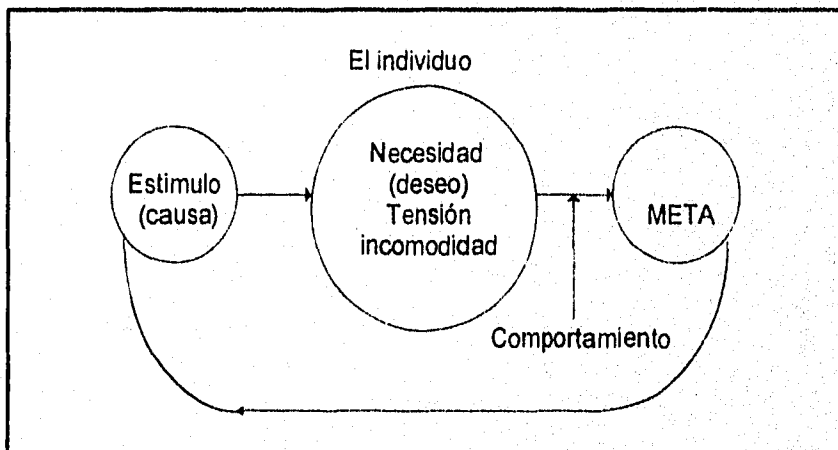 El individuo
Estimulo
(causa)
Necesidad
(deseo)
Tensión
incomodidad
META
Comportamiento